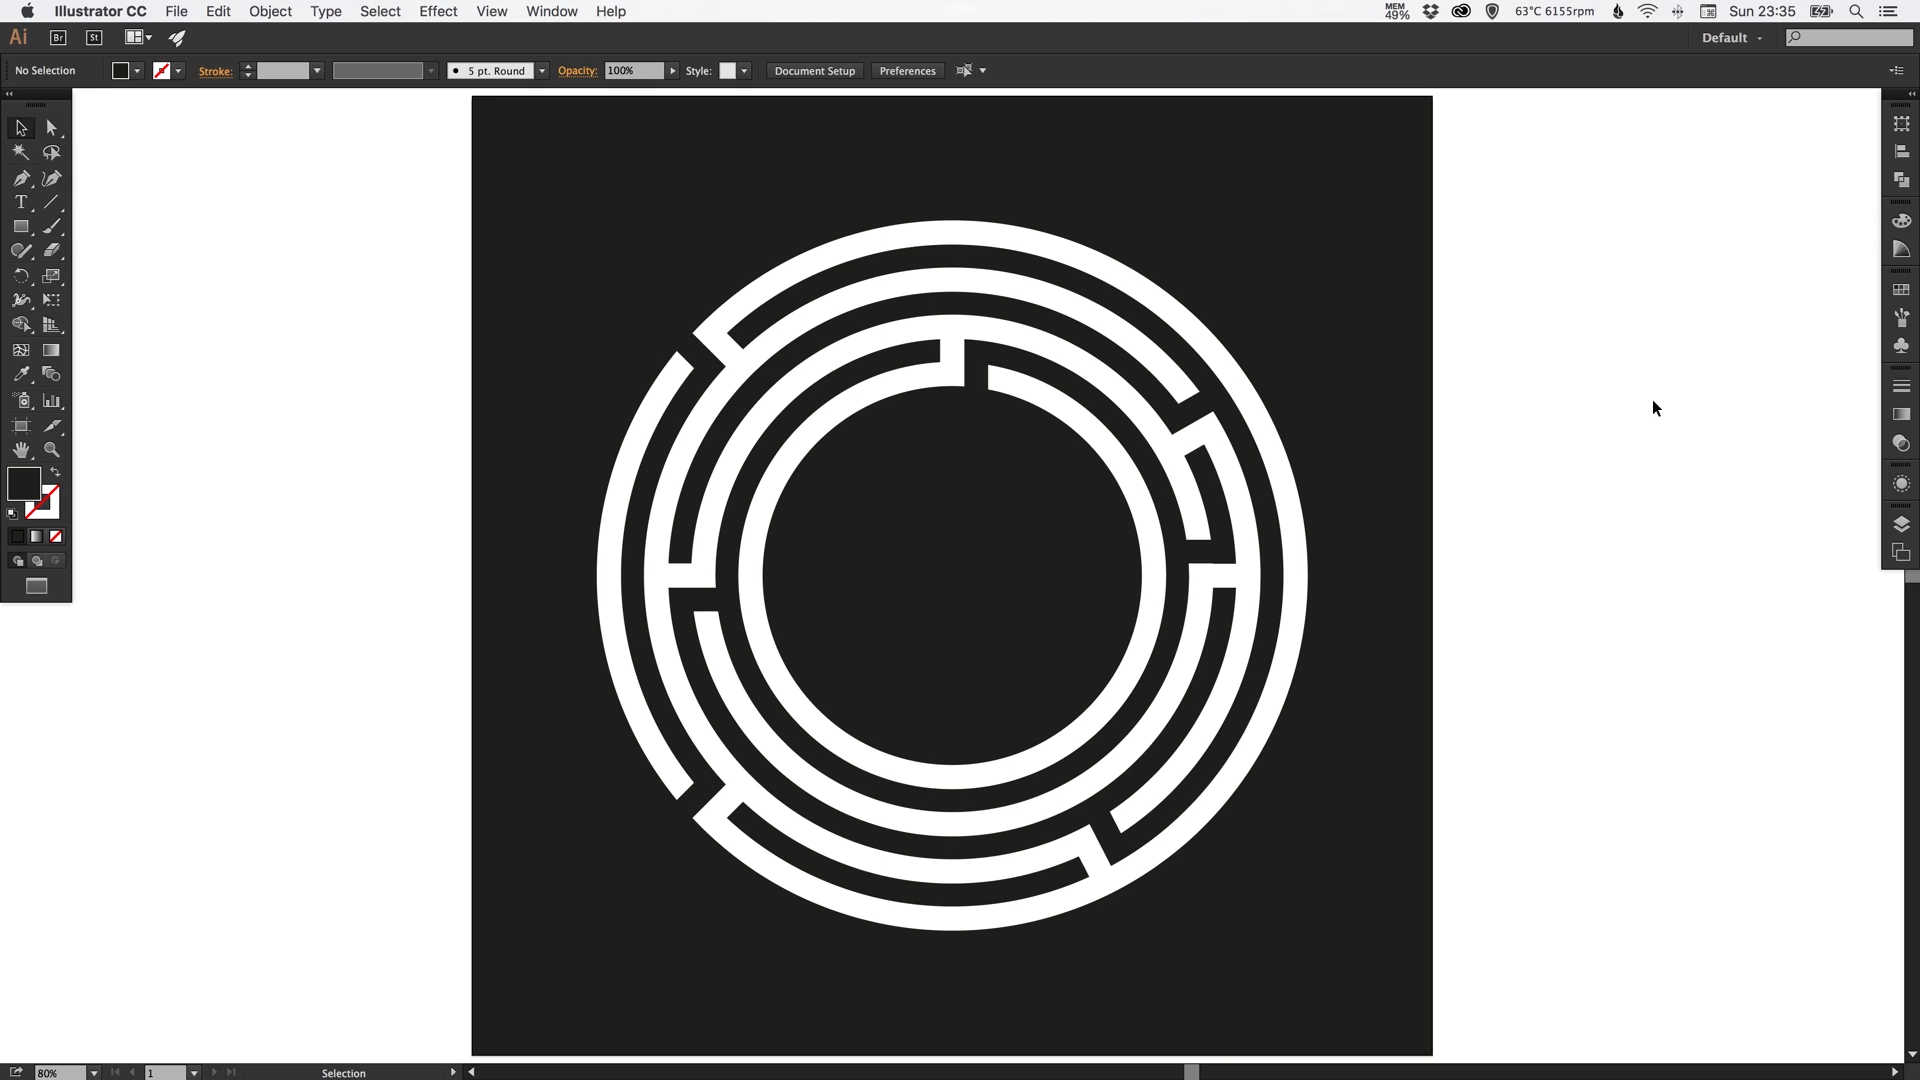 Illustrator CC File Edit Object Type Select Effect View Window Help MEM 49% 63°C 6155rpm Sun 23:35
Ai Br St Default
No Selection Stroke: 5 pt. Round Opacity: 100% Style: Document Setup Preferences
T
80% 1 Selection